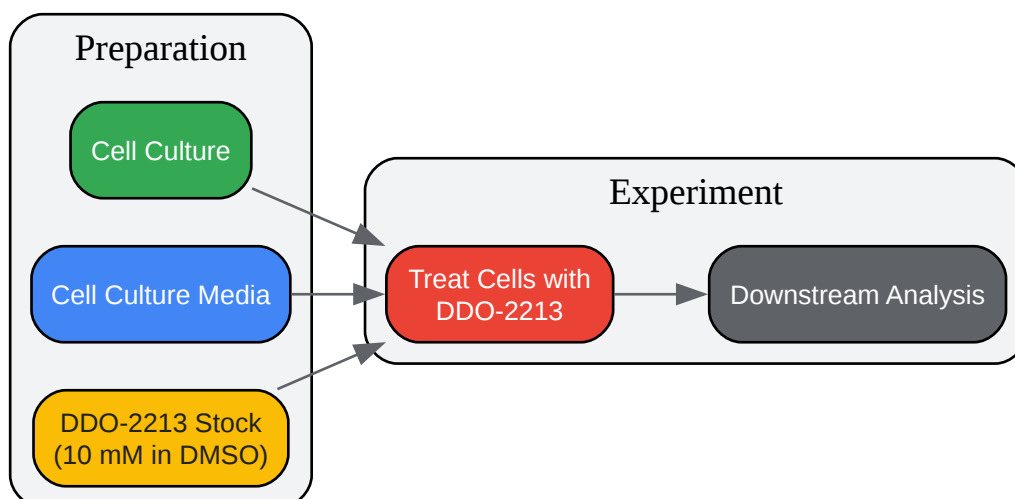 Preparation
Cell Culture
Cell Culture Media
DDO-2213 Stock
(10 mM in DMSO)
Experiment
Treat Cells with
DDO-2213
Downstream Analysis